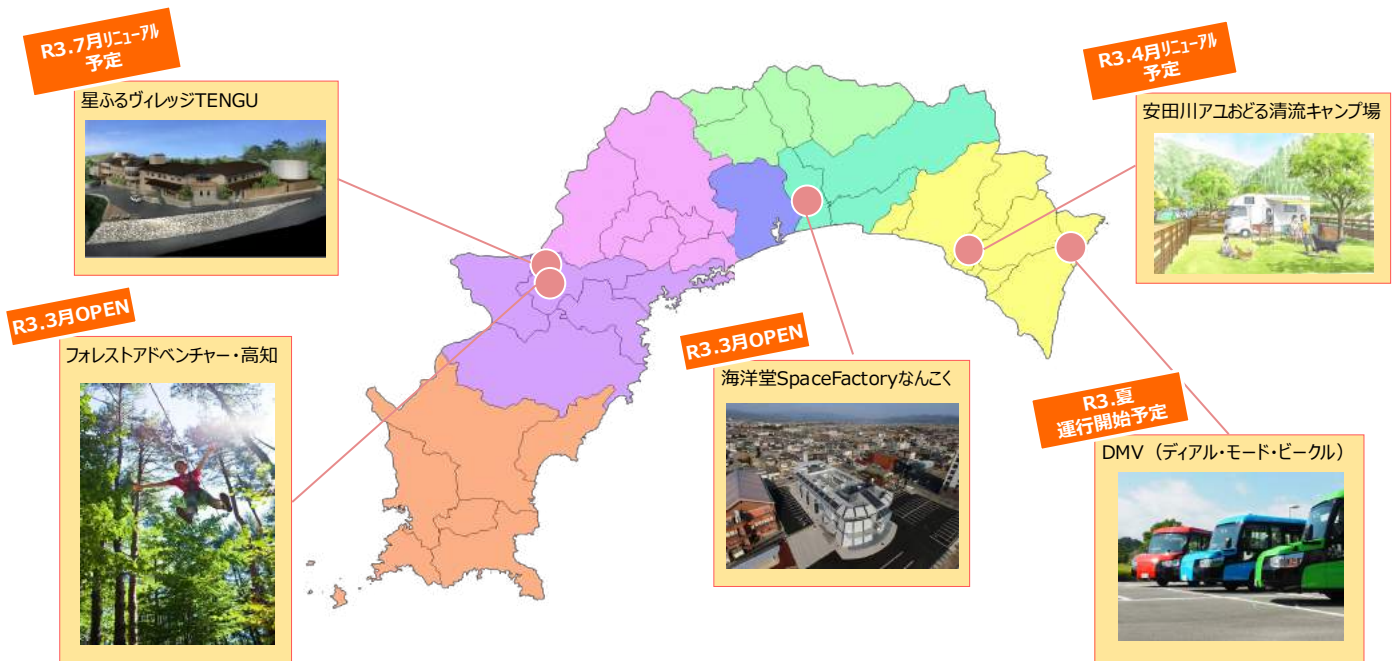 R3.7月リニューアル
予定
星ふるヴィレッジTENGU
R3.4月リニューアル
予定
安田川アユおどる清流キャンプ場
R3.3月OPEN
フォレストアドベンチャー・高知
R3.3月OPEN
海洋堂SpaceFactoryなんこく
R3.夏
運行開始予定
DMV（ディアル・モード・ビークル）